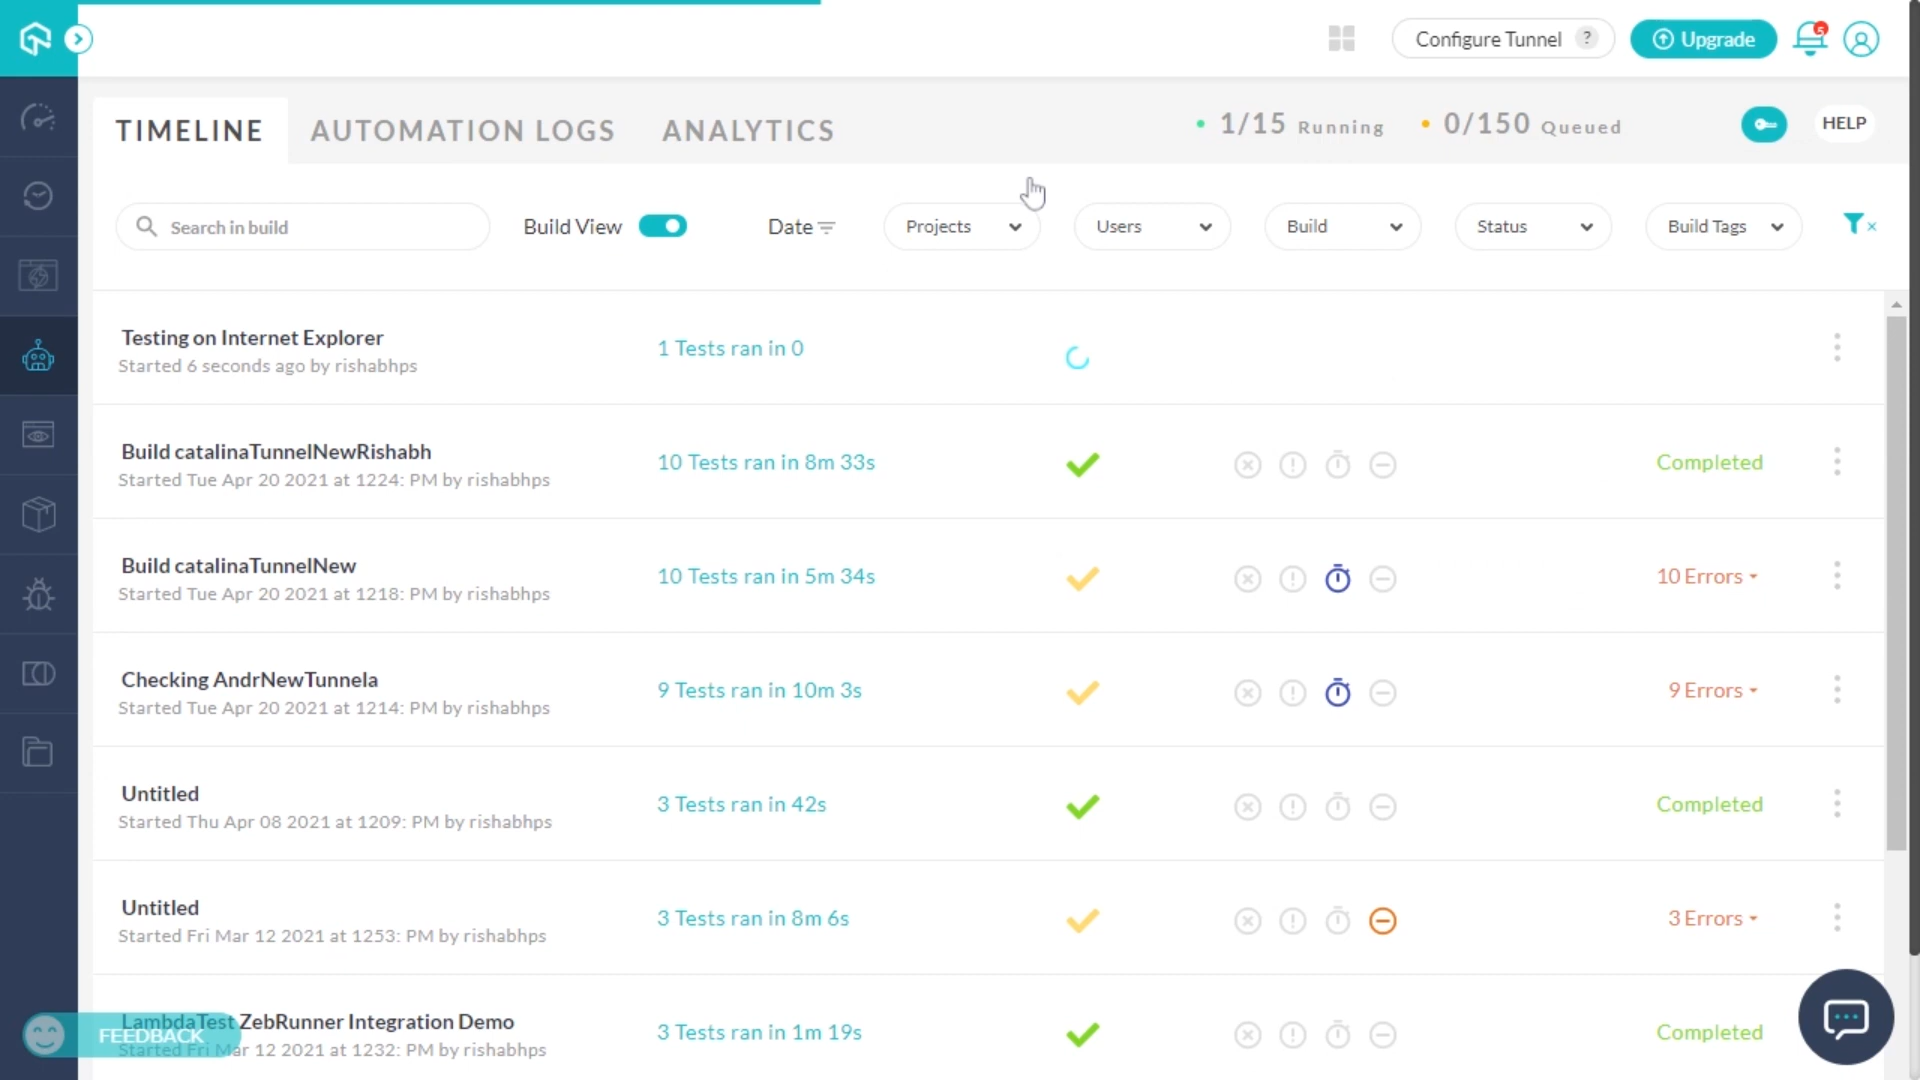 Configure Tunnel ?
Upgrade
5
TIMELINE
AUTOMATION LOGS
ANALYTICS
1/15 Running
0/150 Queued
HELP
Search in build
Build View
Date
Projects
Users
Build
Status
Build Tags
Testing on Internet Explorer
Started 6 seconds ago by rishabhps
1 Tests ran in 0
Build catalinaTunnelNewRishabh
Started Tue Apr 20 2021 at 1224: PM by rishabhps
10 Tests ran in 8m 33s
Completed
Build catalinaTunnelNew
Started Tue Apr 20 2021 at 1218: PM by rishabhps
10 Tests ran in 5m 34s
10 Errors
Checking AndrNewTunnela
Started Tue Apr 20 2021 at 1214: PM by rishabhps
9 Tests ran in 10m 3s
9 Errors
Untitled
Started Thu Apr 08 2021 at 1209: PM by rishabhps
3 Tests ran in 42s
Completed
Untitled
Started Fri Mar 12 2021 at 1253: PM by rishabhps
3 Tests ran in 8m 6s
3 Errors
LambdaTest ZebRunner Integration Demo
Started Fri Mar 12 2021 at 1232: PM by rishabhps
3 Tests ran in 1m 19s
Completed
FEEDBACK